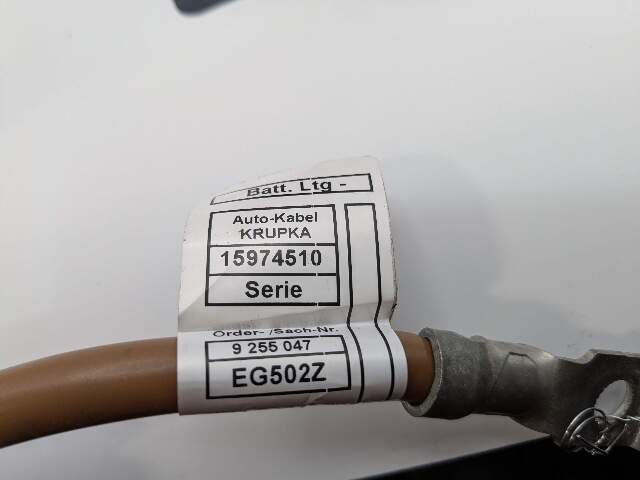 Batt. Ltg -
Auto-Kabel
KRUPKA
15974510
Serie
Order- /Sach-Nr.
9 255 047
EG502Z